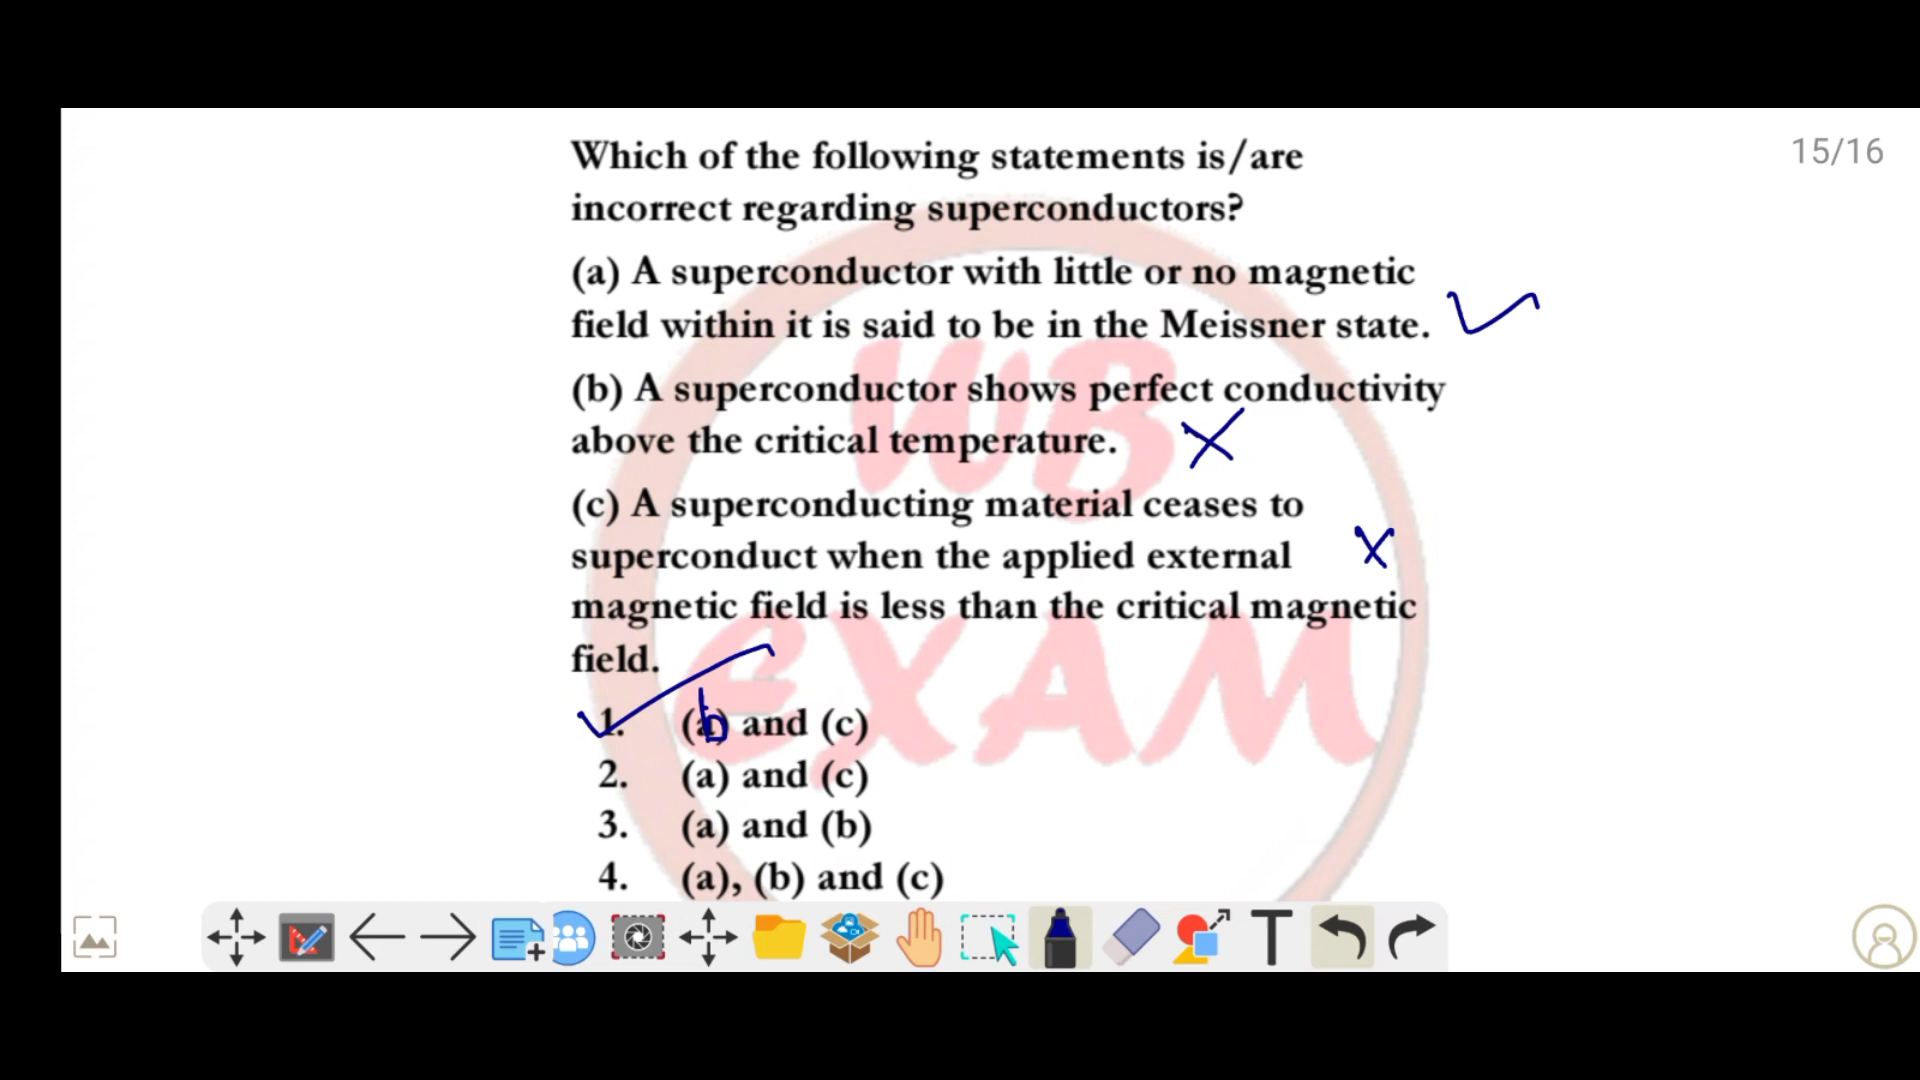 15/16
Which of the following statements is/are
incorrect regarding superconductors?
(a) A superconductor with little or no magnetic
field within it is said to be in the Meissner state.
(b) A superconductor shows perfect conductivity
above the critical temperature.
(c) A superconducting material ceases to
superconduct when the applied external
magnetic field is less than the critical magnetic
field.
1. (b) and (c)
2. (a) and (c)
3. (a) and (b)
4. (a), (b) and (c)
WB
EXAM
T